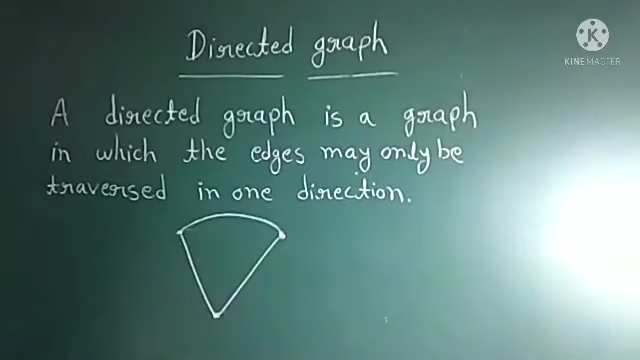 Directed graph
A directed graph is a graph
in which the edges may only be
traversed in one direction.
K
KINEMASTER